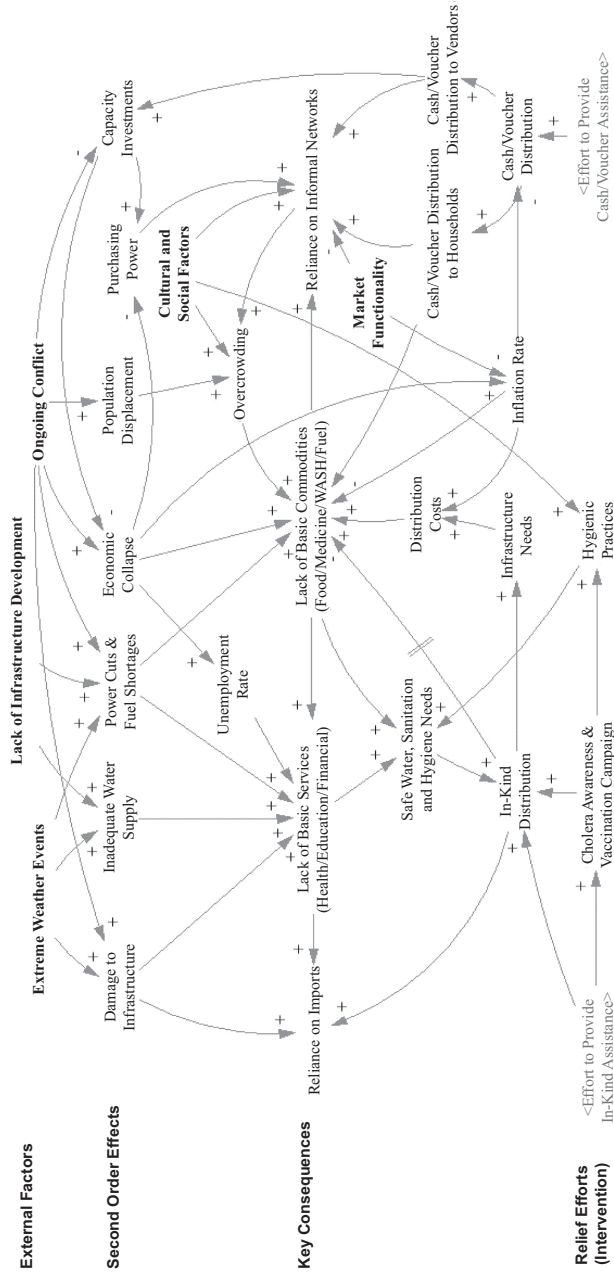 External Factors
Lack of Infrastructure Development
Extreme Weather Events
Ongoing Conflict
Second Order Effects
Damage to
Infrastructure
Inadequate Water
Supply
Power Cuts &
Fuel Shortages
Economic
Collapse
Population
Displacement
Purchasing
Power
Capacity
Investments
Unemployment
Rate
Cultural and
Social Factors
Overcrowding
Key Consequences
Reliance on Imports
Lack of Basic Services
(Health/Education/Financial)
Lack of Basic Commodities
(Food/Medicine/WASH/Fuel)
Reliance on Informal Networks
Market
Functionality
Safe Water, Sanitation
and Hygiene Needs
Distribution
Costs
Cash/Voucher Distribution
to Households
Cash/Voucher
Distribution to Vendors
In-Kind
Distribution
Infrastructure
Needs
Inflation Rate
Cash/Voucher
Distribution
Relief Efforts
(Intervention)
<Effort to Provide
In-Kind Assistance>
Cholera Awareness &
Vaccination Campaign
Hygienic
Practices
<Effort to Provide
Cash/Voucher Assistance>